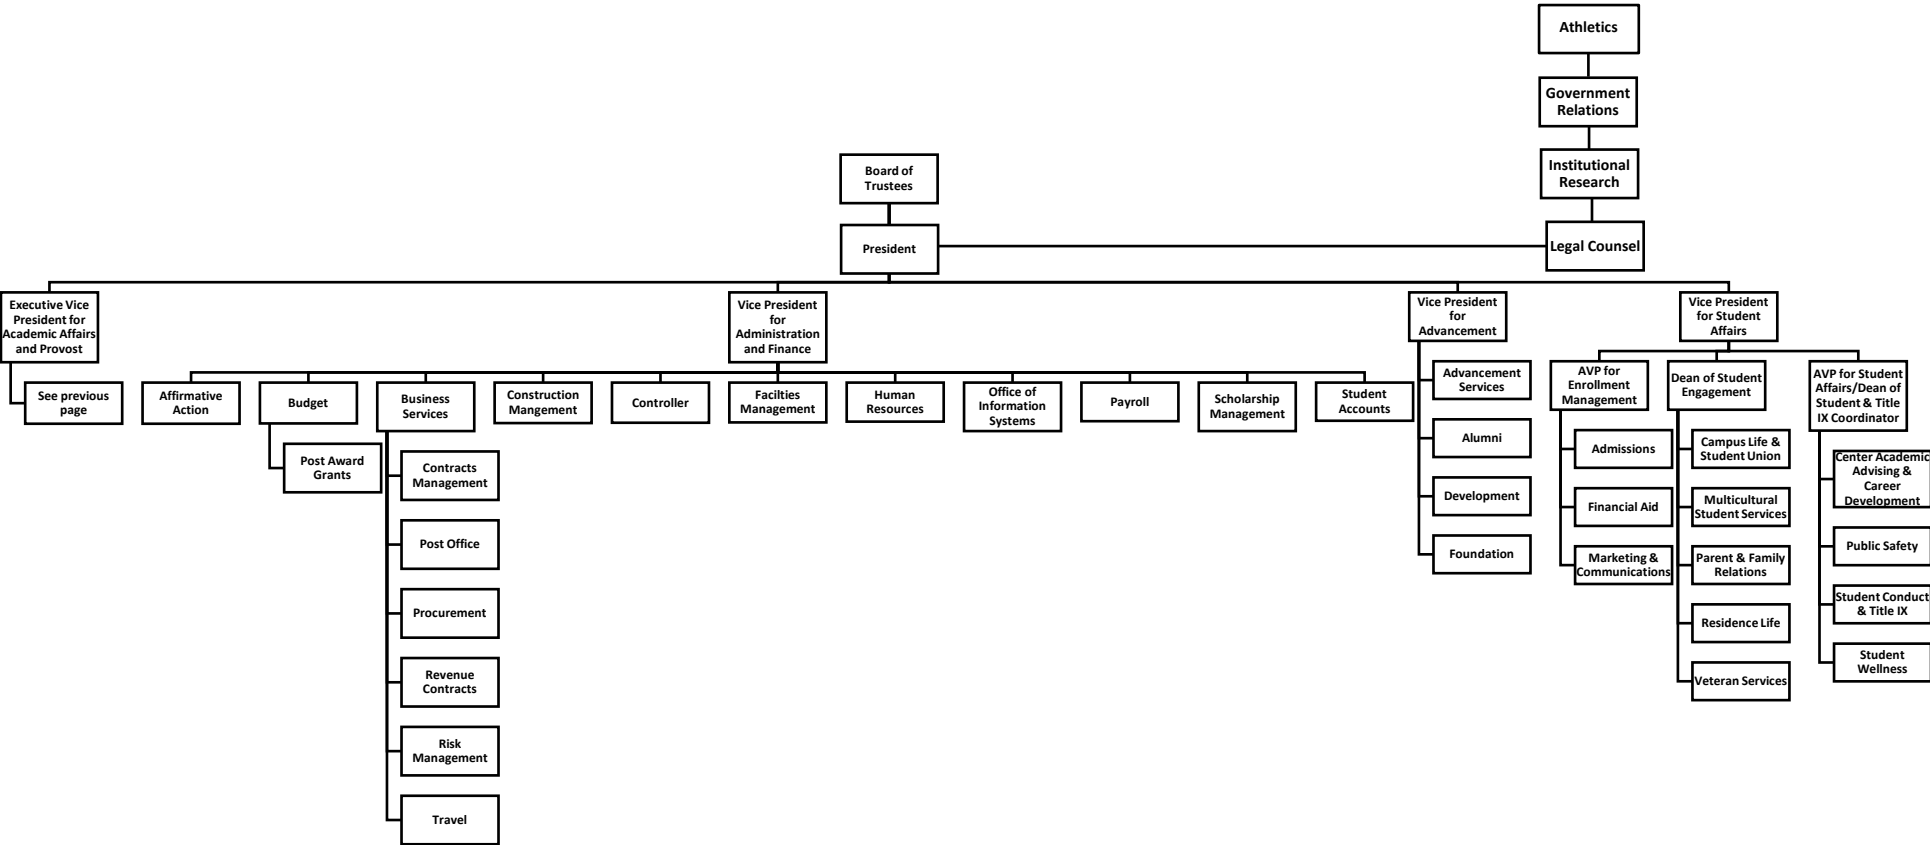 Athletics
Government
Relations
Institutional
Research
Legal Counsel
Board of
Trustees
President
Executive Vice
President for
Academic Affairs
and Provost
See previous
page
Vice President
for
Administration
and Finance
Affirmative
Action
Budget
Post Award
Grants
Business
Services
Contracts
Management
Post Office
Procurement
Revenue
Contracts
Risk
Management
Travel
Construction
Mangement
Controller
Facilties
Management
Human
Resources
Office of
Information
Systems
Payroll
Scholarship
Management
Student
Accounts
Vice President
for
Advancement
Advancement
Services
Alumni
Development
Foundation
Vice President
for Student
Affairs
AVP for
Enrollment
Management
Admissions
Financial Aid
Marketing &
Communications
Dean of Student
Engagement
Campus Life &
Student Union
Multicultural
Student Services
Parent & Family
Relations
Residence Life
Veteran Services
AVP for Student
Affairs/Dean of
Student & Title
IX Coordinator
Center Academic
Advising &
Career
Development
Public Safety
Student Conduct
& Title IX
Student
Wellness